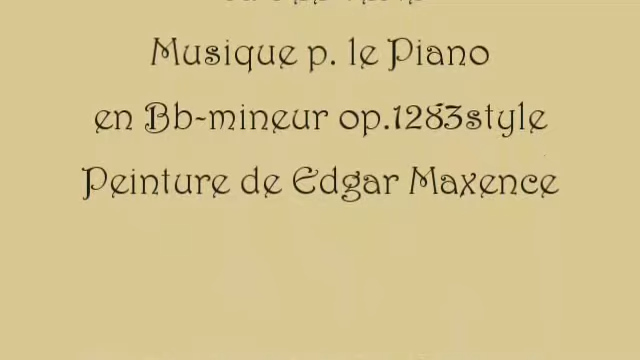 Musique p. le Piano
en Bb-mineur op.1283style
Peinture de Edgar Maxence